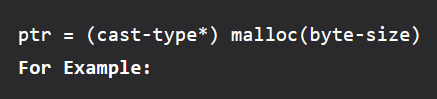 ptr = (cast-type*) malloc(byte-size)
For Example: